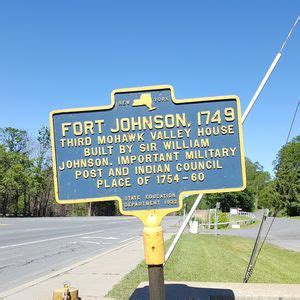 NEW YORK
FORT JOHNSON, 1749
THIRD MOHAWK VALLEY HOUSE
BUILT BY SIR WILLIAM
JOHNSON. IMPORTANT MILITARY
POST AND INDIAN COUNCIL
PLACE OF 1754-60
STATE EDUCATION
DEPARTMENT 1932